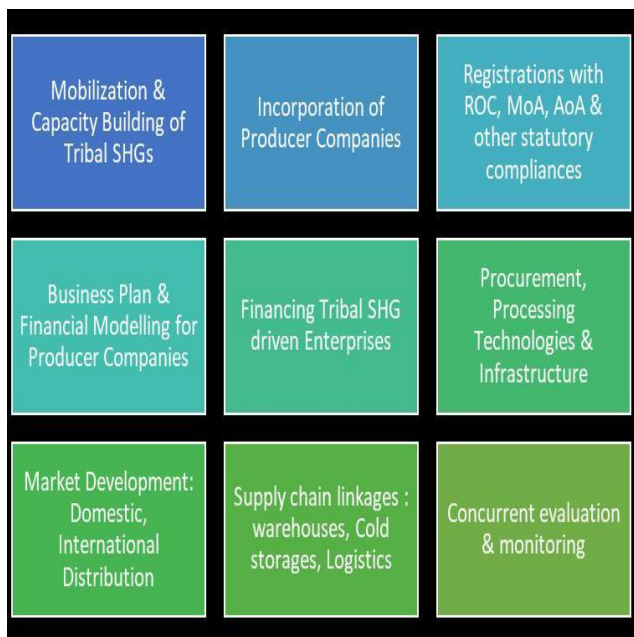 Mobilization &
Capacity Building of
Tribal SHGs
Incorporation of
Producer Companies
Registrations with
ROC, MoA, AoA &
other statutory
compliances
Business Plan &
Financial Modelling for
Producer Companies
Financing Tribal SHG
driven Enterprises
Procurement,
Processing
Technologies &
Infrastructure
Market Development:
Domestic,
International
Distribution
Supply chain linkages :
warehouses, Cold
storages, Logistics
Concurrent evaluation
& monitoring